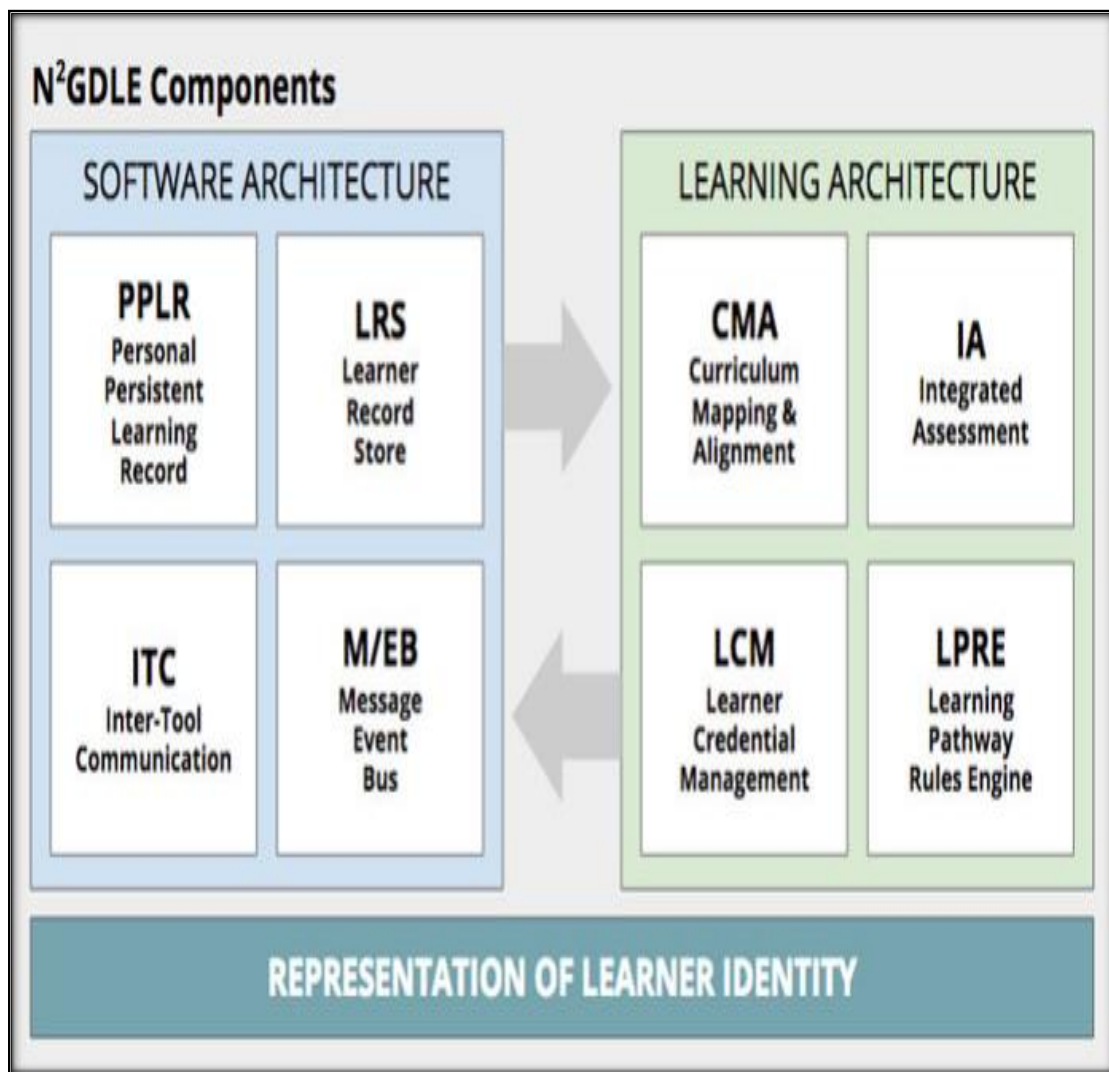 N²GDLE Components
SOFTWARE ARCHITECTURE
PPLR
Personal
Persistent
Learning
Record
LRS
Learner
Record
Store
ITC
Inter-Tool
Communication
M/EB
Message
Event
Bus
LEARNING ARCHITECTURE
CMA
Curriculum
Mapping &
Alignment
IA
Integrated
Assessment
LCM
Learner
Credential
Management
LPRE
Learning
Pathway
Rules Engine
REPRESENTATION OF LEARNER IDENTITY